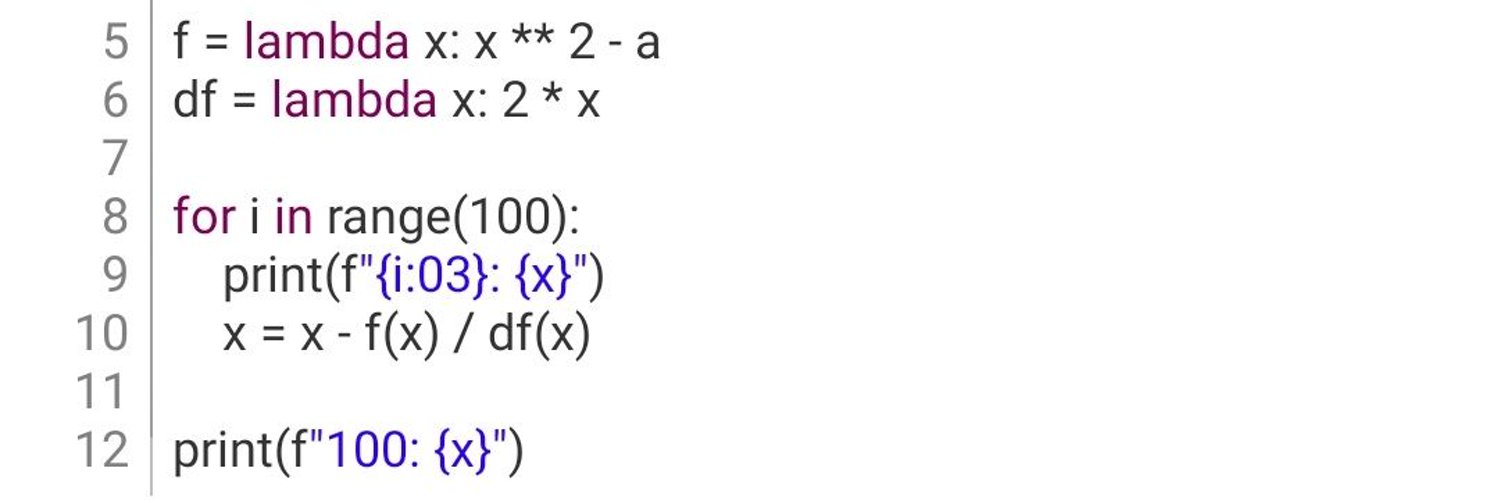 5 f = lambda x: x ** 2 - a
6 df = lambda x: 2 * x
7
8 for i in range(100):
9     print(f"{i:03}: {x}")
10     x = x - f(x) / df(x)
11
12 print(f"100: {x}")